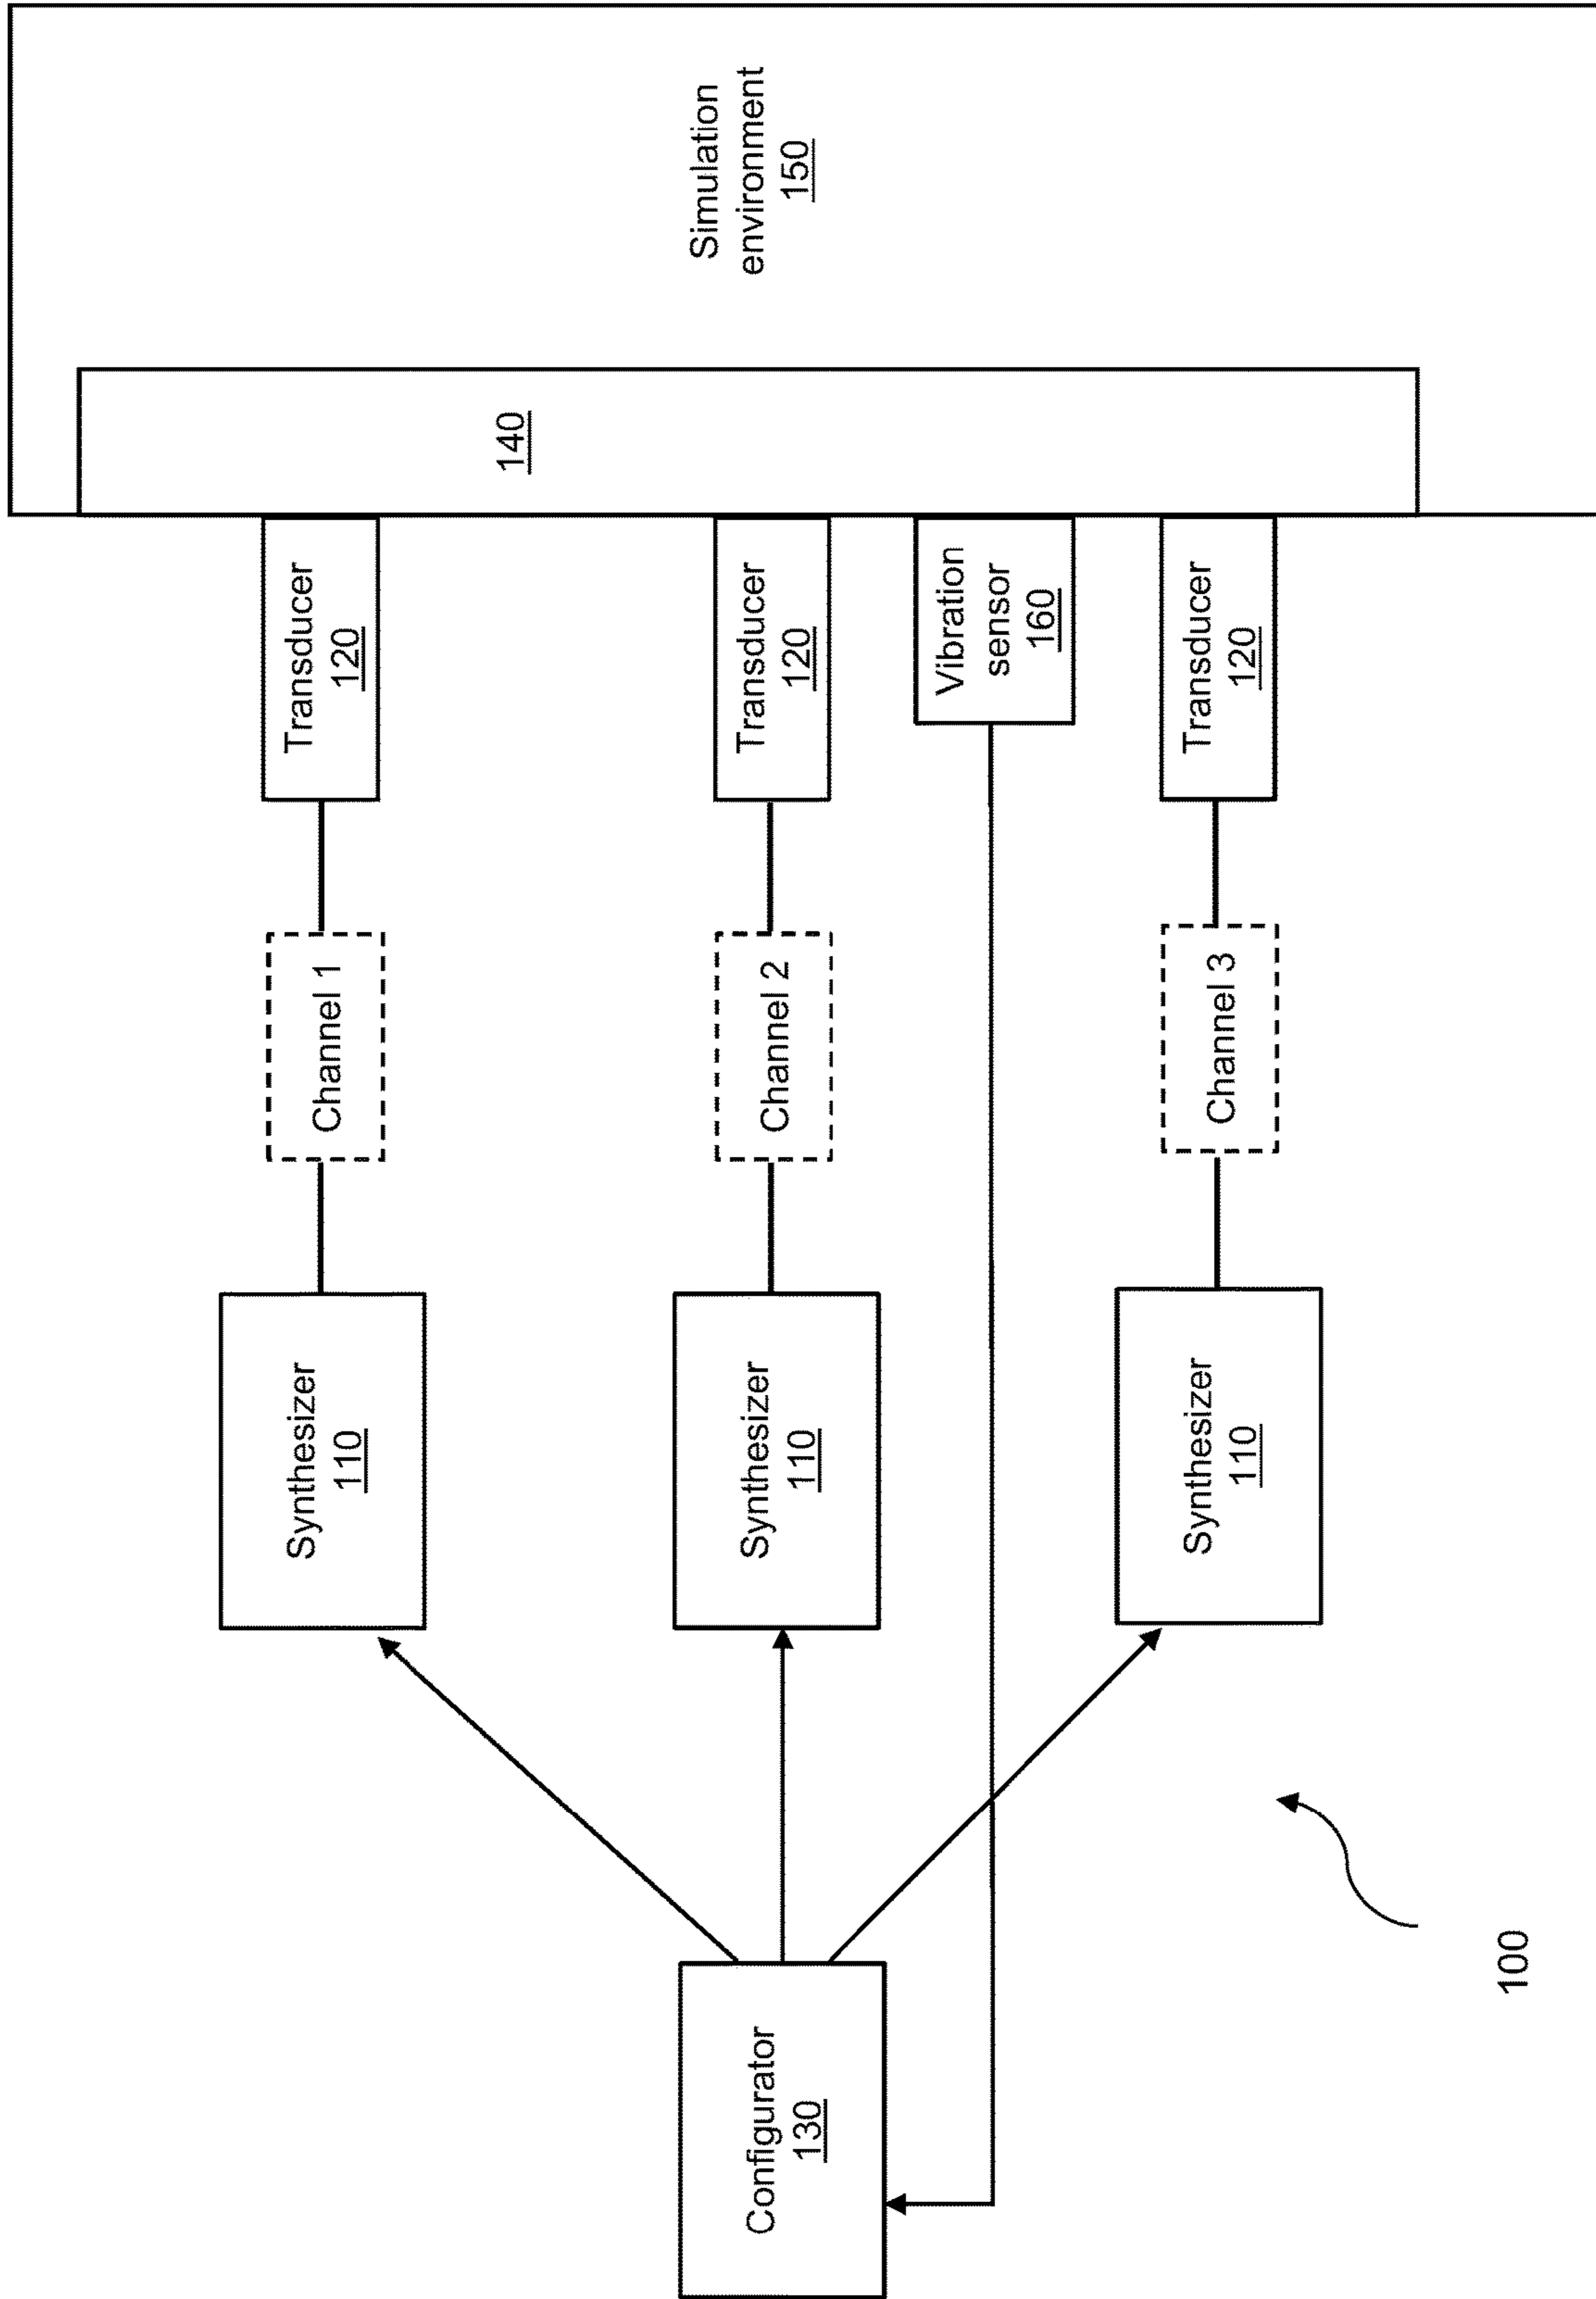 Simulation
environment
150
140
Transducer
120
Transducer
120
Vibration
sensor
160
Transducer
120
Channel 1
Channel 2
Channel 3
Synthesizer
110
Synthesizer
110
Synthesizer
110
Configurator
130
100